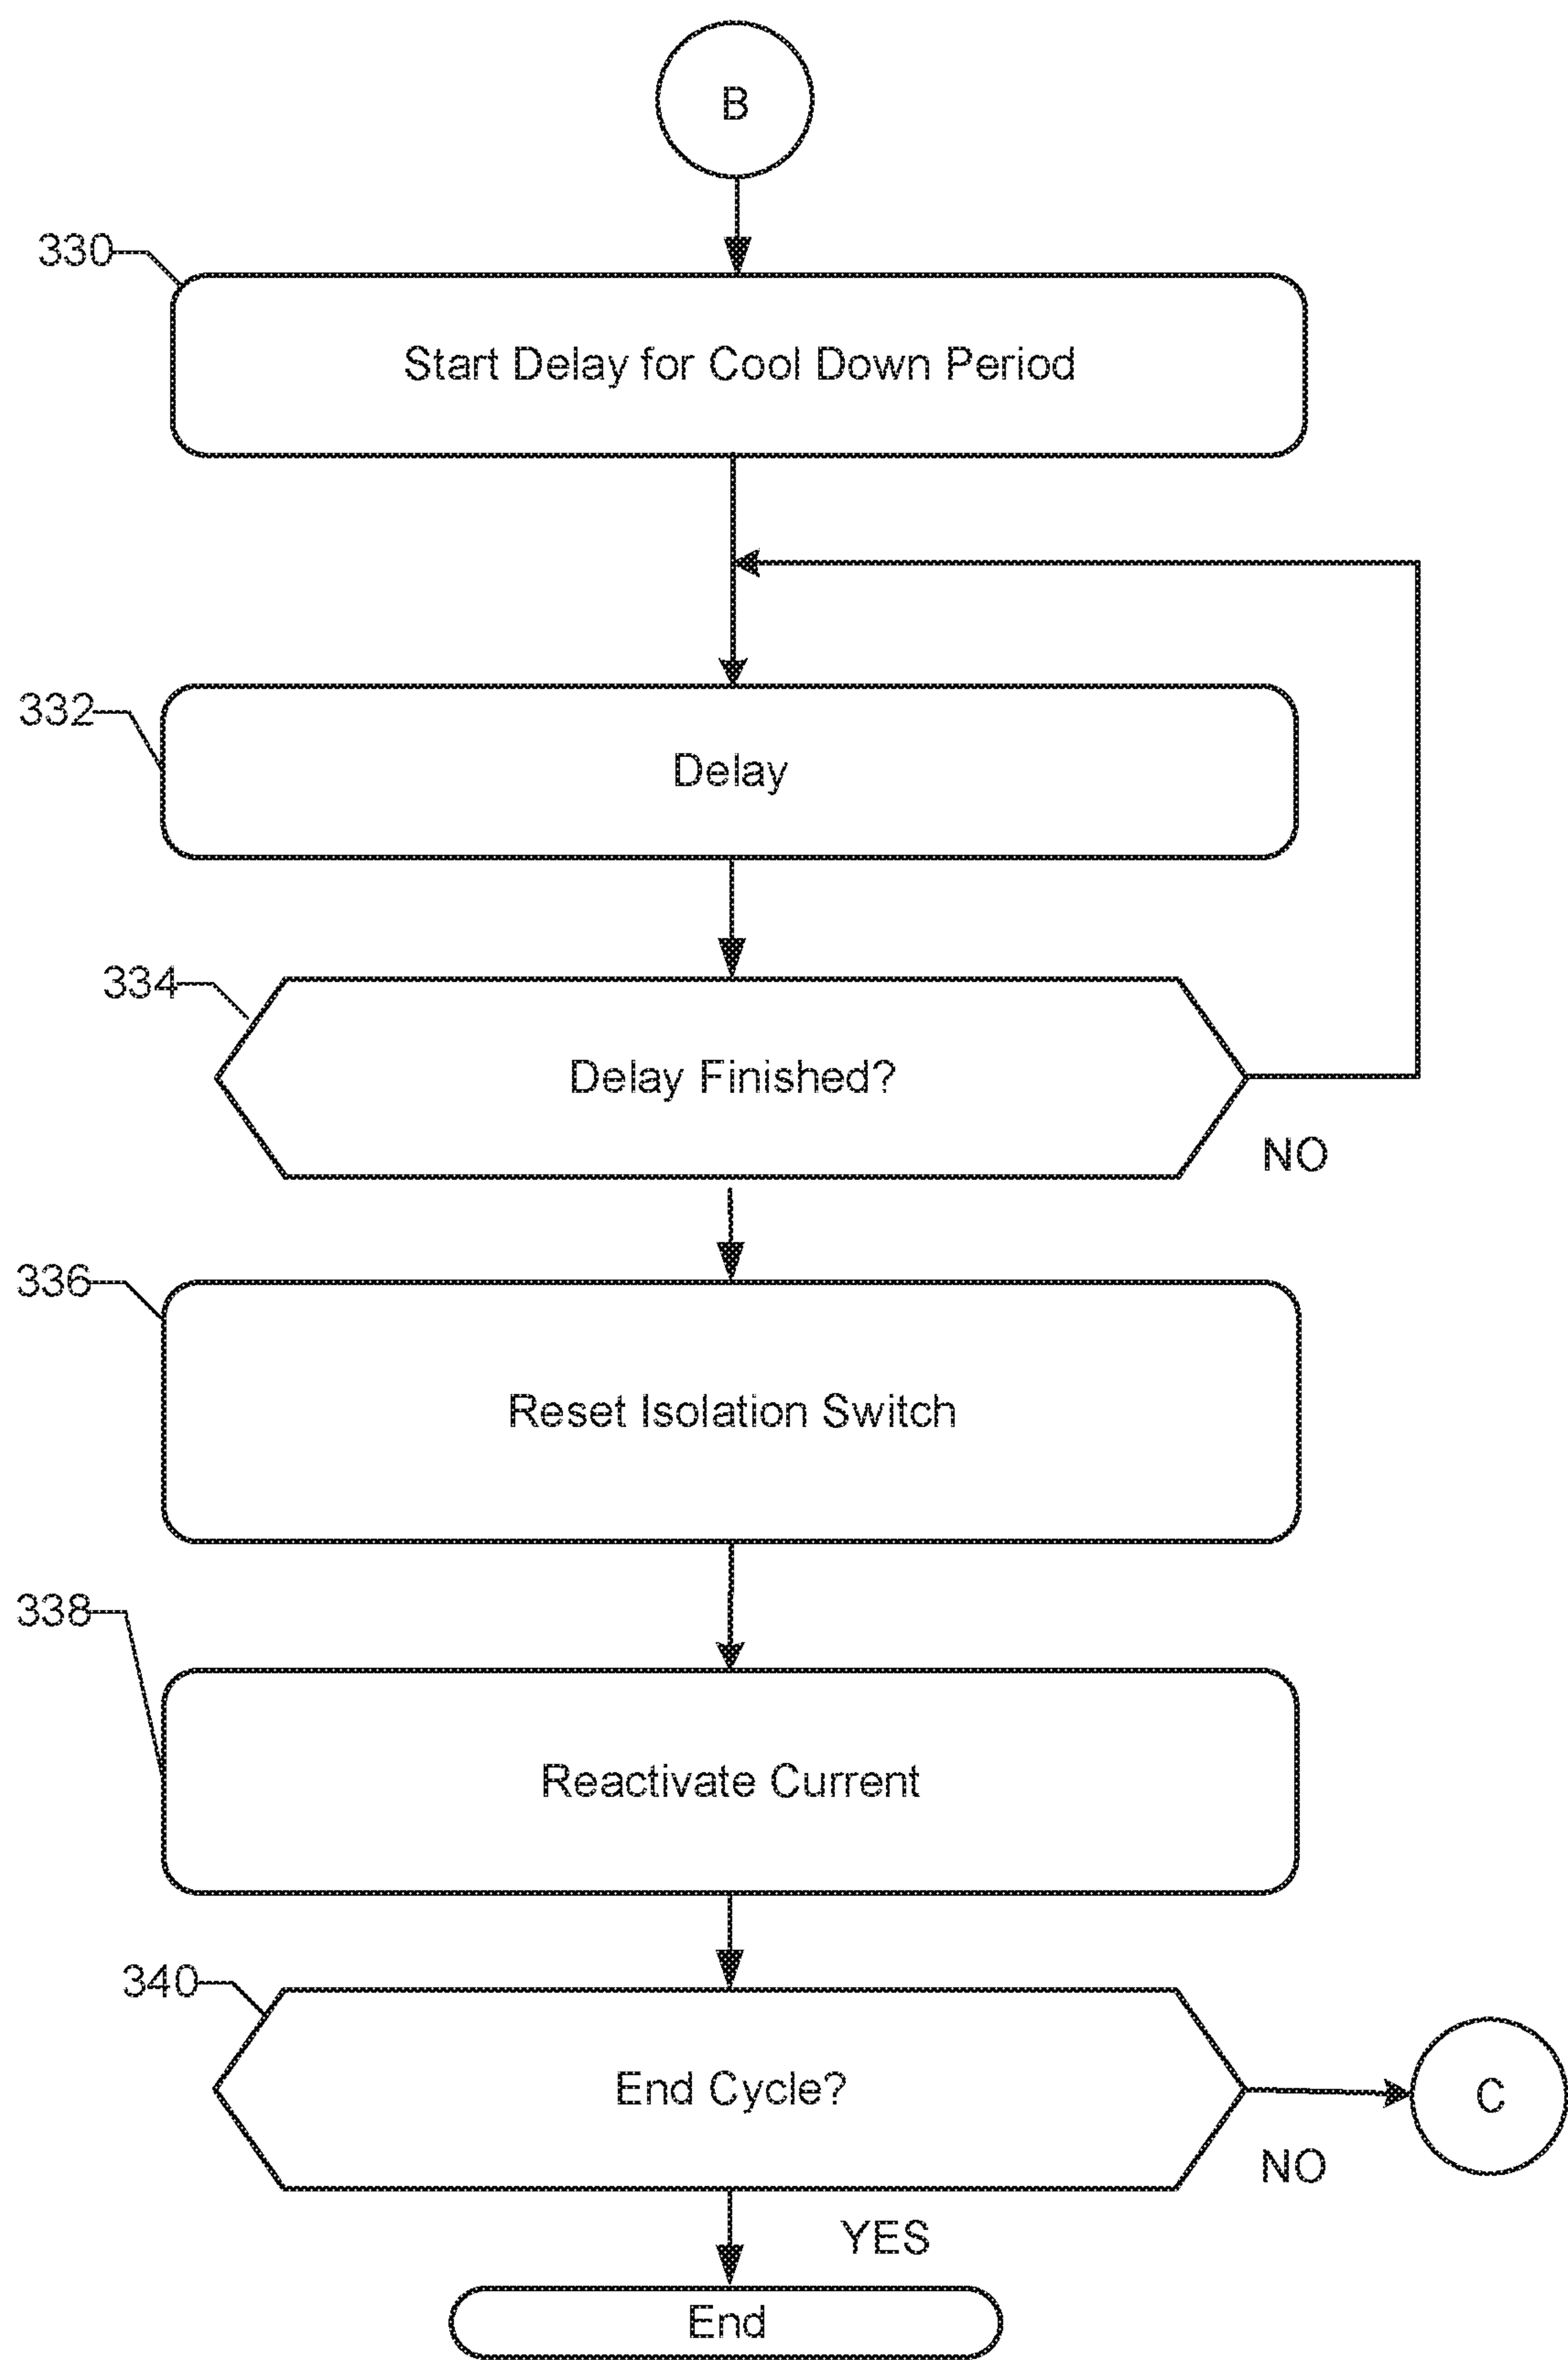 B
330
Start Delay for Cool Down Period
332
Delay
334
Delay Finished?
NO
336
Reset Isolation Switch
338
Reactivate Current
340
End Cycle?
C
NO
YES
End